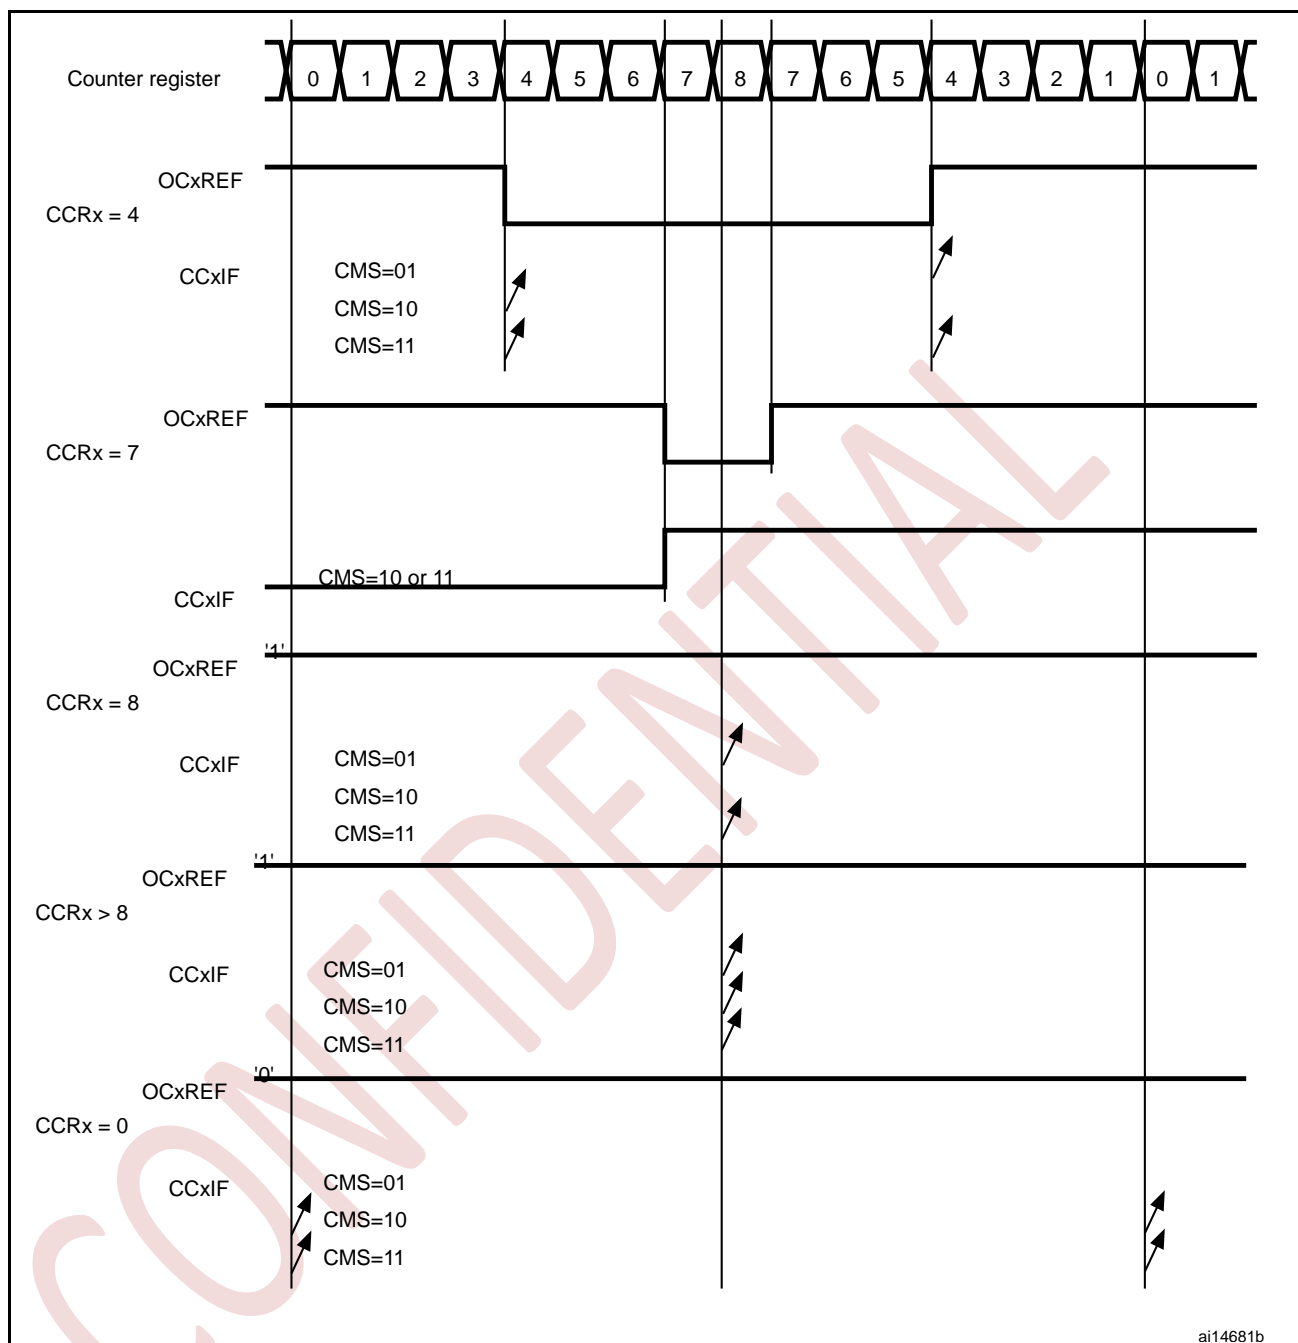 Counter register 0 1 2 3 4 5 6 7 8 7 6 5 4 3 2 1 0 1
OCxREF
CCRx = 4
CCxIF CMS=01
CMS=10
CMS=11
OCxREF
CCRx = 7
CMS=10 or 11
CCxIF
'1'
OCxREF
CCRx = 8
CCxIF CMS=01
CMS=10
CMS=11
'1'
OCxREF
CCRx > 8
CCxIF CMS=01
CMS=10
CMS=11
'0'
OCxREF
CCRx = 0
CCxIF CMS=01
CMS=10
CMS=11
CONFIDENTIAL
ai14681b